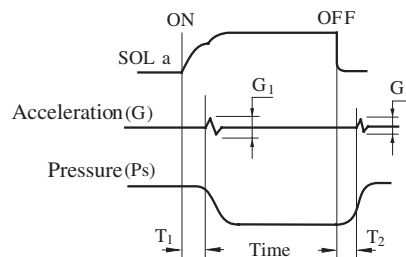 ON OFF
SOL a
G₁ G
Acceleration(G)
Pressure(Ps)
T₁ Time T₂